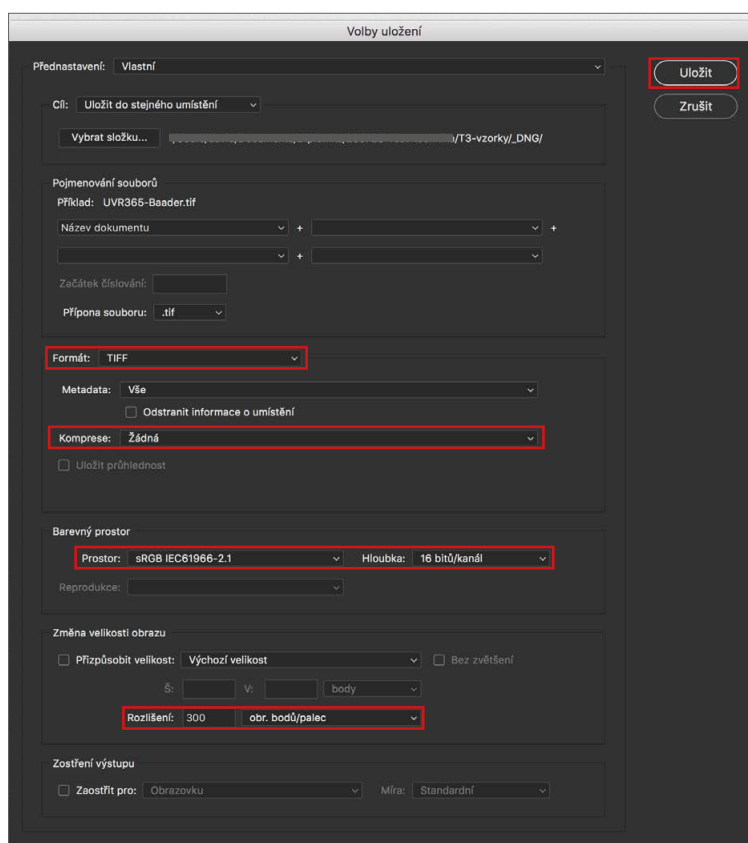 Volby uložení
Přednastavení: Vlastní
Uložit
Cíl: Uložit do stejného umístění
Zrušit
Vybrat složku... /T3-vzorky/_DNG/
Pojmenování souborů
Příklad: UVR365-Baader.tif
Název dokumentu + +
+
Začátek číslování:
Přípona souboru: .tif
Formát: TIFF
Metadata: Vše
Odstranit informace o umístění
Komprese: Žádná
Uložit průhlednost
Barevný prostor
Prostor: sRGB IEC61966-2.1 Hloubka: 16 bitů/kanál
Reprodukce:
Změna velikosti obrazu
Přizpůsobit velikost: Výchozí velikost Bez zvětšení
Š: V: body
Rozlišení: 300 obr. bodů/palec
Zostření výstupu
Zaostřit pro: Obrazovku Míra: Standardní